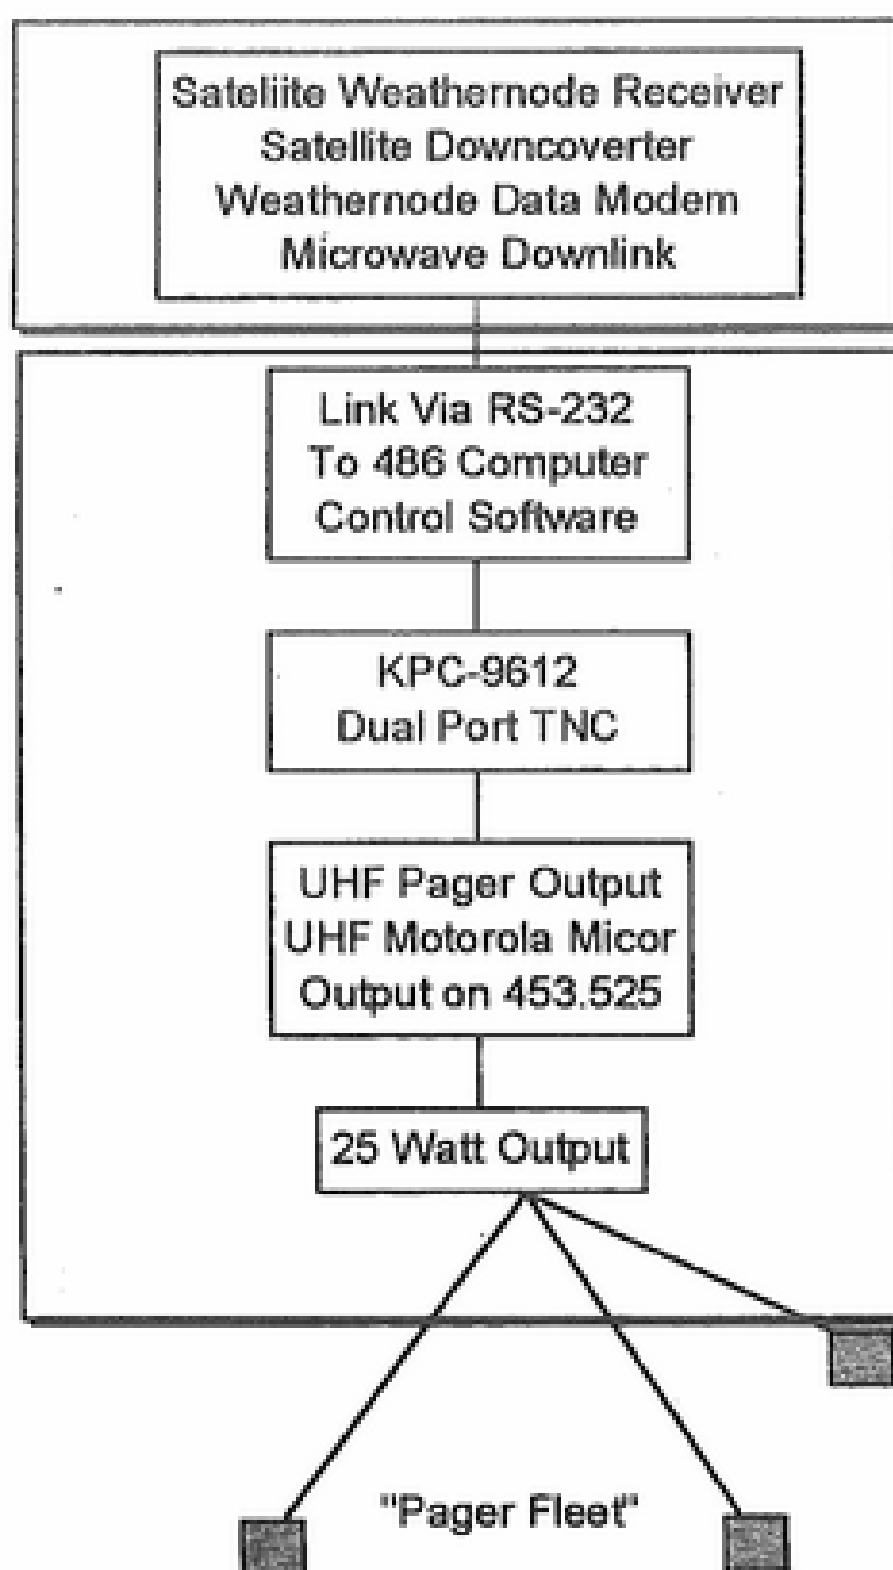 Sateliite Weathernode Receiver
Satellite Downcoverter
Weathernode Data Modem
Microwave Downlink
Link Via RS-232
To 486 Computer
Control Software
KPC-9612
Dual Port TNC
UHF Pager Output
UHF Motorola Micor
Output on 453.525
25 Watt Output
"Pager Fleet"